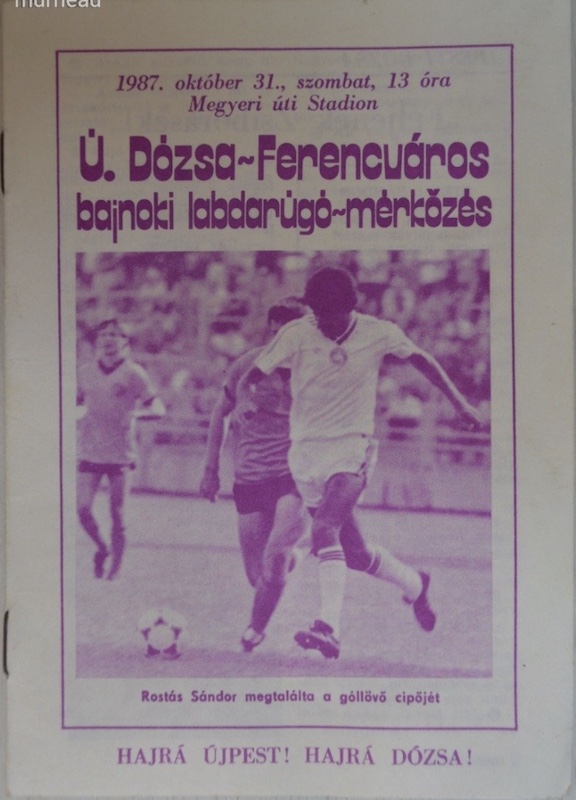 mumeau
1987. október 31., szombat, 13 óra
Megyeri úti Stadion
Ú. Dózsa~Ferencváros
bajnoki labdarúgó~mérkőzés
Rostás Sándor megtalálta a góllövő cipőjét
HAJRÁ ÚJPEST! HAJRÁ DÓZSA!